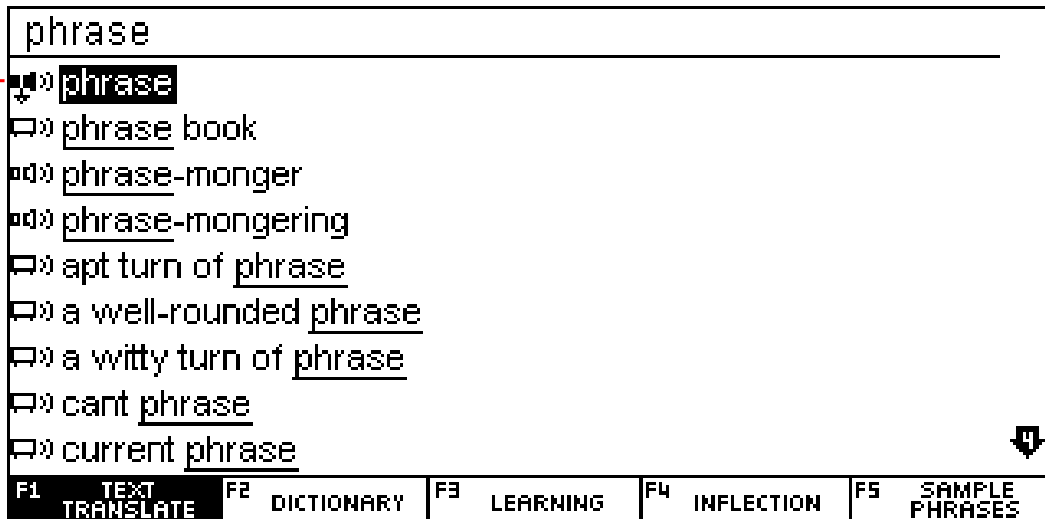 phrase
phrase
phrase book
phrase-monger
phrase-mongering
apt turn of phrase
a well-rounded phrase
a witty turn of phrase
cant phrase
current phrase
4
F1 TEXT TRANSLATE F2 DICTIONARY F3 LEARNING F4 INFLECTION F5 SAMPLE PHRASES